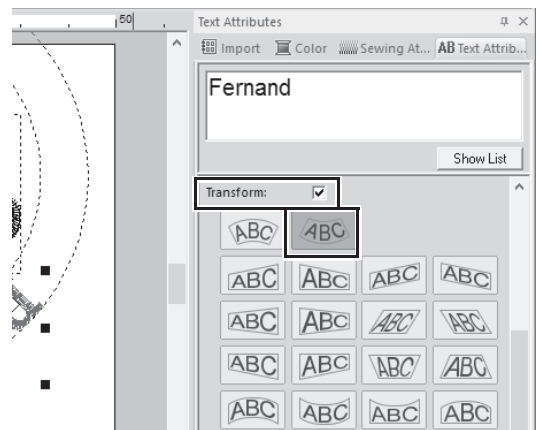 50
Text Attributes
Import Color Sewing At... AB Text Attrib...
Fernand
Show List
Transform:
ABC ABC
ABC ABC ABC ABC
ABC ABC ABC ABC
ABC ABC ABC ABC
ABC ABC ABC ABC